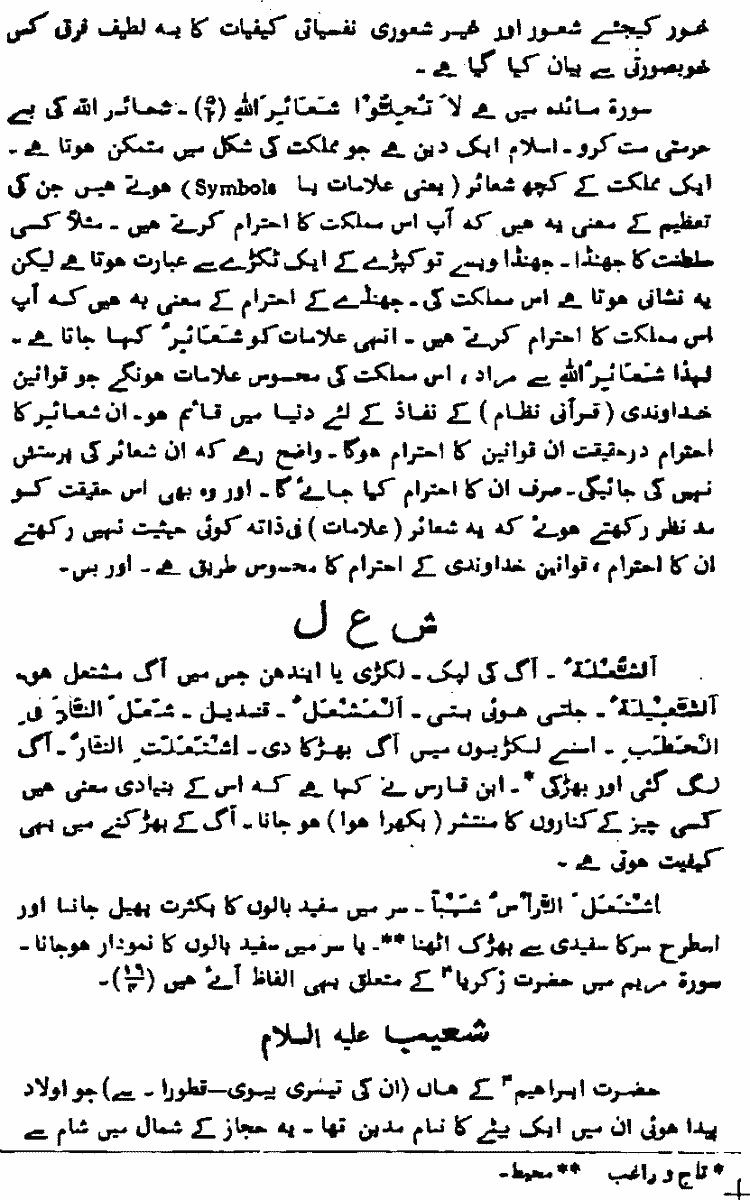 غور کیجئے شعور اور غیر شعوری نفسیاتی کیفیات کا یہ لطیف فرق کس
خوبصورتی سے بیان کیا گیا ہے ۔
سورۃ مائدہ میں ہے لَا تُحِلُّوْا شَعَائِرَ اللّٰہِ (۵/۲) ۔ شعائر اللہ کی بے
حرمتی مت کرو ۔ اسلام ایک دین ہے جو مملکت کی شکل میں متمکن ہوتا ہے ۔
ایک مملکت کے کچھ شعائر ( یعنی علامات یا Symbols ) ہوتے ہیں جن کی
تعظیم کے معنی یہ ہیں کہ آپ اس مملکت کا احترام کرتے ہیں ۔ مثلاً کسی
سلطنت کا جھنڈا ۔ جھنڈا ویسے تو کپڑے کے ایک ٹکڑے سے عبارت ہوتا ہے لیکن
یہ نشانی ہوتا ہے اس مملکت کی ۔ جھنڈے کے احترام کے معنی یہ ہیں کہ آپ
اس مملکت کا احترام کرتے ہیں ۔ انہی علامات کو شَعَائِرُ کہا جاتا ہے ۔
لہذا شَعَائِرُ اللّٰہِ سے مراد ، اس مملکت کی محسوس علامات ہونگے جو قوانین
خداوندی ( قرآنی نظام ) کے نفاذ کے لئے دنیا میں قائم ہو ۔ ان شعائر کا
احترام درحقیقت ان قوانین کا احترام ہوگا ۔ واضح رہے کہ ان شعائر کی پرستش
نہیں کی جائیگی ۔ صرف ان کا احترام کیا جائے گا ۔ اور وہ بھی اس حقیقت کو
مد نظر رکھتے ہوئے کہ یہ شعائر ( علامات ) فی ذاتہ کوئی حیثیت نہیں رکھتے
ان کا احترام ، قوانین خداوندی کے احترام کا محسوس طریق ہے ۔ اور بس ۔
ش ع ل
اَلشُّعْلَۃُ ۔ آگ کی لپک ۔ لکڑی یا ایندھن جس میں آگ مشتعل ہو ۔
اَلشَّعِیْلَۃُ ۔ جلتی ہوئی بتی ۔ اَلْمَشْعَلُ ۔ قندیل ۔ شَعَلَ النَّارَ فِی
الْحَطَبِ ۔ اسنے لکڑیوں میں آگ بھڑکا دی ۔ اِشْتَعَلَتِ النَّارُ ۔ آگ
لگ گئی اور بھڑکی * ۔ ابن فارس نے کہا ہے کہ اس کے بنیادی معنی ہیں
کسی چیز کے کناروں کا منتشر ( بکھرا ہوا ) ہو جانا ۔ آگ کے بھڑکنے میں یہی
کیفیت ہوتی ہے ۔
اِشْتَعَلَ الرَّاْسُ شَیْباً ۔ سر میں سفید بالوں کا بکثرت پھیل جانا اور
اسطرح سر کا سفیدی سے بھڑک اٹھنا ** ۔ یا سر میں سفید بالوں کا نمودار ہو جانا ۔
سورۃ مریم میں حضرت زکریاؑ کے متعلق یہی الفاظ آئے ہیں (۱۹/۴) ۔
شعیب علیہ السلام
حضرت ابراھیمؑ کے ہاں (ان کی تیسری بیوی — قطورا ۔ سے) جو اولاد
پیدا ہوئی ان میں ایک بیٹے کا نام مدین تھا ۔ یہ حجاز کے شمال میں شام سے
* تاج و راغب ** محیط ۔